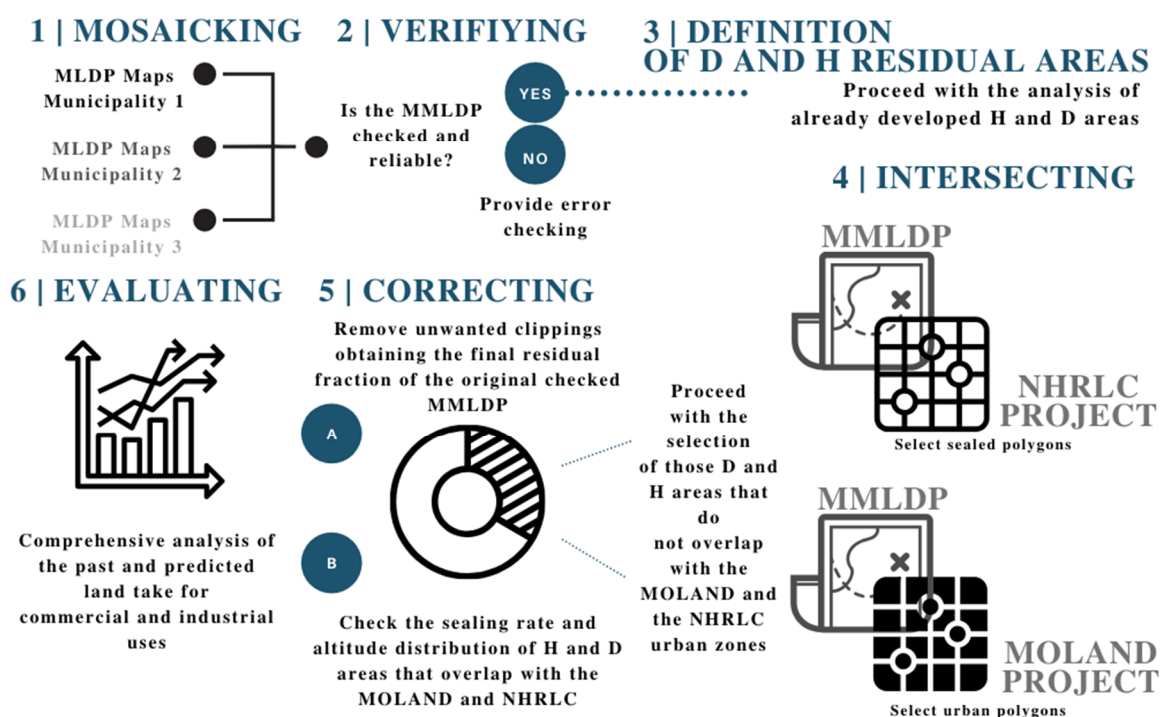 1 | MOSAICKING
MLDP Maps
Municipality 1
MLDP Maps
Municipality 2
MLDP Maps
Municipality 3
2 | VERIFIYING
Is the MMLDP
checked and
reliable?
YES
NO
Provide error
checking
3 | DEFINITION
OF D AND H RESIDUAL AREAS
Proceed with the analysis of
already developed H and D areas
4 | INTERSECTING
MMLDP
NHRLC
PROJECT
Select sealed polygons
MMLDP
MOLAND
PROJECT
Select urban polygons
Proceed
with the
selection
of those D and
H areas that
do
not overlap
with the
MOLAND and
the NHRLC
urban zones
5 | CORRECTING
Remove unwanted clippings
obtaining the final residual
fraction of the original checked
MMLDP
A
B
Check the sealing rate and
altitude distribution of H and D
areas that overlap with the
MOLAND and NHRLC
6 | EVALUATING
Comprehensive analysis of
the past and predicted
land take for
commercial and industrial
uses